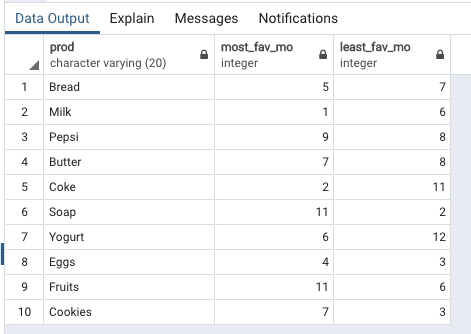 Data Output Explain Messages Notifications
prod most_fav_mo least_fav_mo
character varying (20) integer integer
1 Bread 5 7
2 Milk 1 6
3 Pepsi 9 8
4 Butter 7 8
5 Coke 2 11
6 Soap 11 2
7 Yogurt 6 12
8 Eggs 4 3
9 Fruits 11 6
10 Cookies 7 3